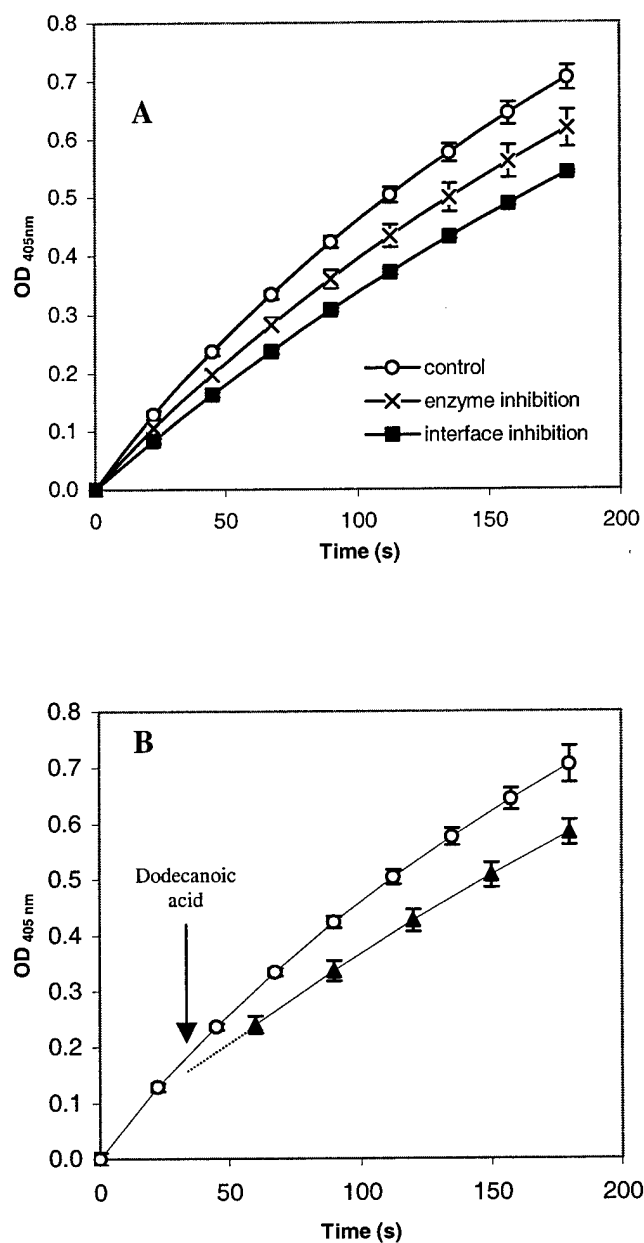 0.8
0.7
0.6
0.5
0.4
0.3
0.2
0.1
0.0
OD 405nm
A
control
enzyme inhibition
interface inhibition
0 50 100 150 200
Time (s)
0.8
0.7
0.6
0.5
0.4
0.3
0.2
0.1
0.0
OD 405 nm
B
Dodecanoic
acid
0 50 100 150 200
Time (s)